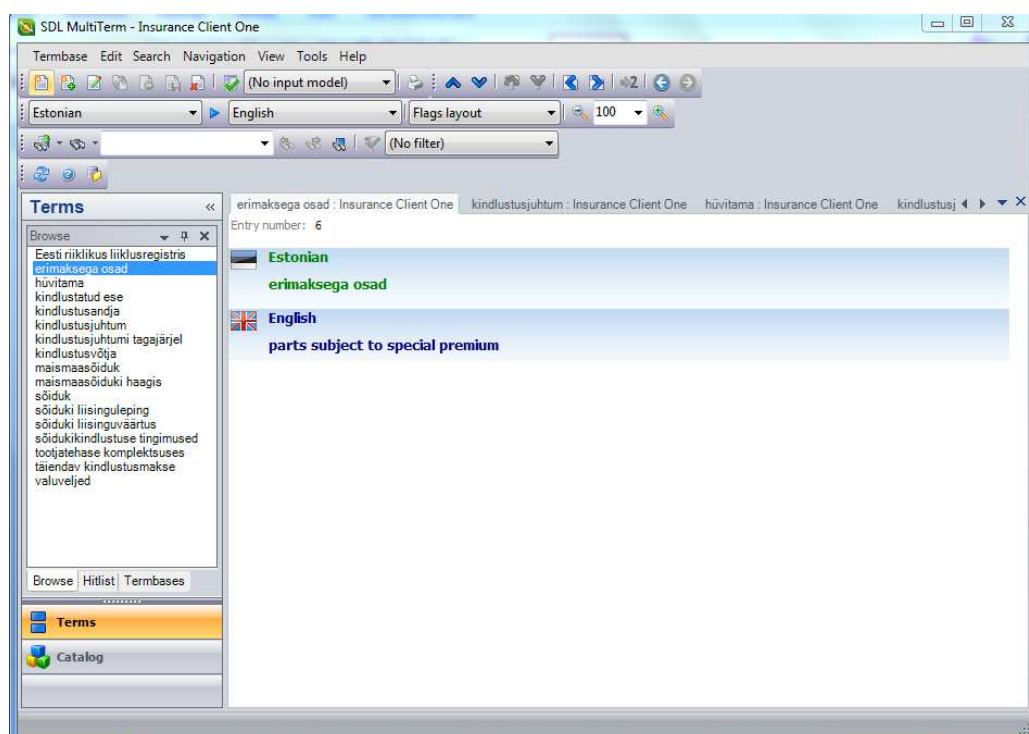 SDL MultiTerm - Insurance Client One
Termbase Edit Search Navigation View Tools Help
(No input model)
Estonian English Flags layout 100
(No filter)
Terms «
erimaksega osad : Insurance Client One kindlustusjuhtum : Insurance Client One hüvitama : Insurance Client One kindlustusj
Browse
Entry number: 6
Eesti riiklikus liiklusregistris
erimaksega osad
hüvitama
kindlustatud ese
kindlustusandja
kindlustusjuhtum
kindlustusjuhtumi tagajärjel
kindlustusvõtja
maismaasõiduk
maismaasõiduki haagis
sõiduk
sõiduki liisinguleping
sõiduki liisinguväärtus
sõidukikindlustuse tingimused
tootjatehase komplektsuses
täiendav kindlustusmakse
valuveljed
Estonian
erimaksega osad
English
parts subject to special premium
Browse Hitlist Termbases
Terms
Catalog